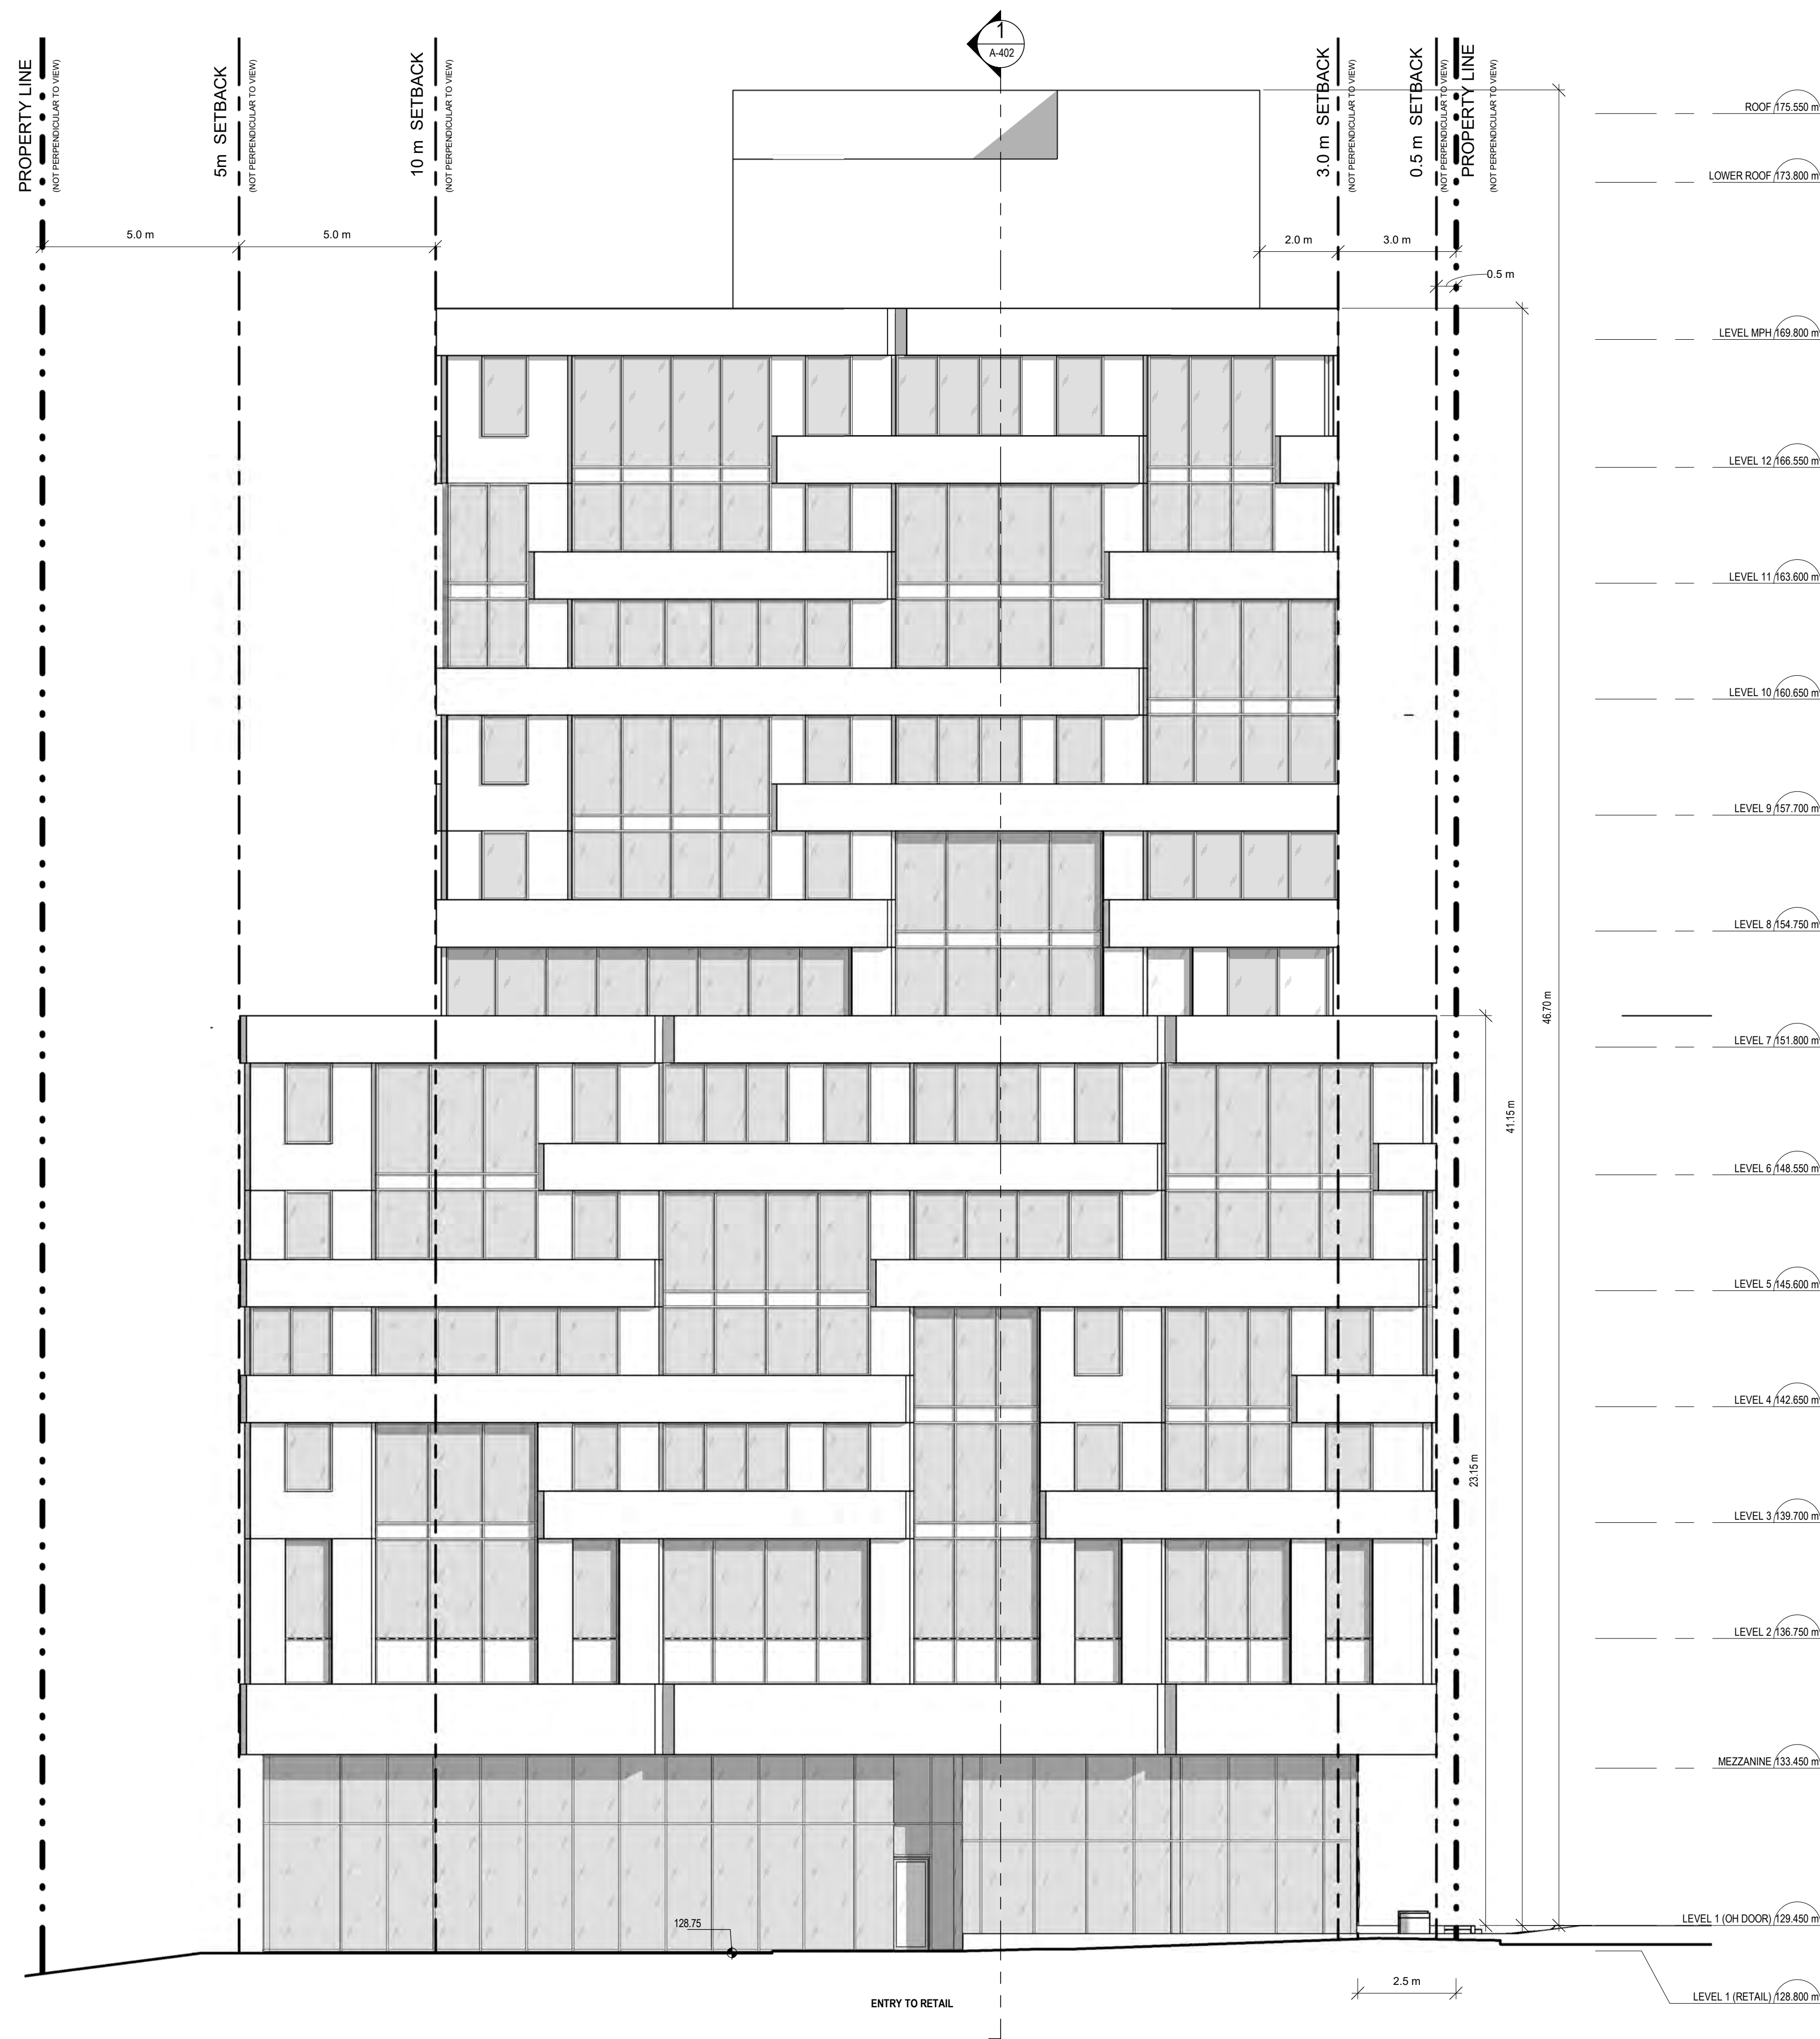 1
A-402
PROPERTY LINE
(NOT PERPENDICULAR TO VIEW)
5m SETBACK
(NOT PERPENDICULAR TO VIEW)
10 m SETBACK
(NOT PERPENDICULAR TO VIEW)
3.0 m SETBACK
(NOT PERPENDICULAR TO VIEW)
0.5 m SETBACK
(NOT PERPENDICULAR TO VIEW)
PROPERTY LINE
(NOT PERPENDICULAR TO VIEW)
5.0 m
5.0 m
2.0 m
3.0 m
0.5 m
ROOF 175.550 m
LOWER ROOF 173.800 m
LEVEL MPH 169.800 m
LEVEL 12 166.550 m
LEVEL 11 163.600 m
LEVEL 10 160.650 m
LEVEL 9 157.700 m
LEVEL 8 154.750 m
LEVEL 7 151.800 m
LEVEL 6 148.550 m
LEVEL 5 145.600 m
LEVEL 4 142.650 m
LEVEL 3 139.700 m
LEVEL 2 136.750 m
MEZZANINE 133.450 m
LEVEL 1 (OH DOOR) 129.450 m
LEVEL 1 (RETAIL) 128.800 m
46.70 m
41.15 m
23.15 m
128.75
2.5 m
ENTRY TO RETAIL